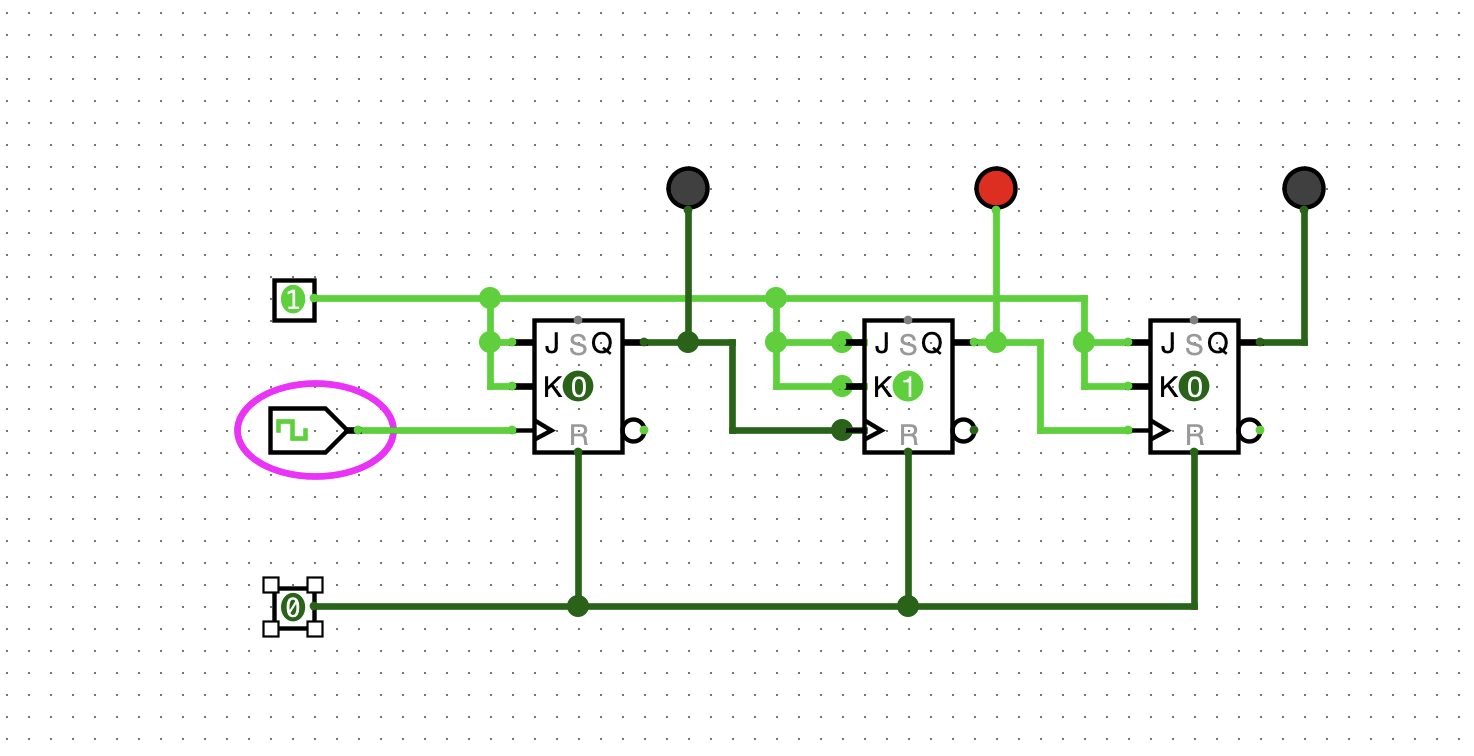 1
J S Q J S Q J S Q
K 0 K 1 K 0
R R R
0